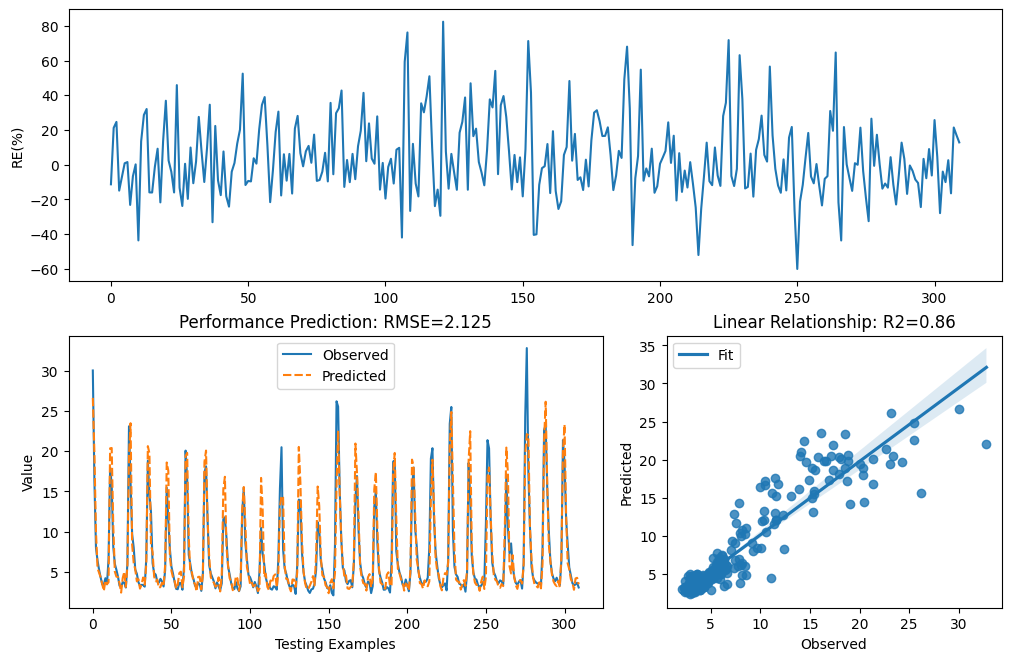 80
60
40
20
0
−20
−40
−60
RE(%)
0 50 100 150 200 250 300
Performance Prediction: RMSE=2.125
Observed
Predicted
30
25
20
15
10
5
Value
0 50 100 150 200 250 300
Testing Examples
Linear Relationship: R2=0.86
Fit
35
30
25
20
15
10
5
Predicted
5 10 15 20 25 30
Observed